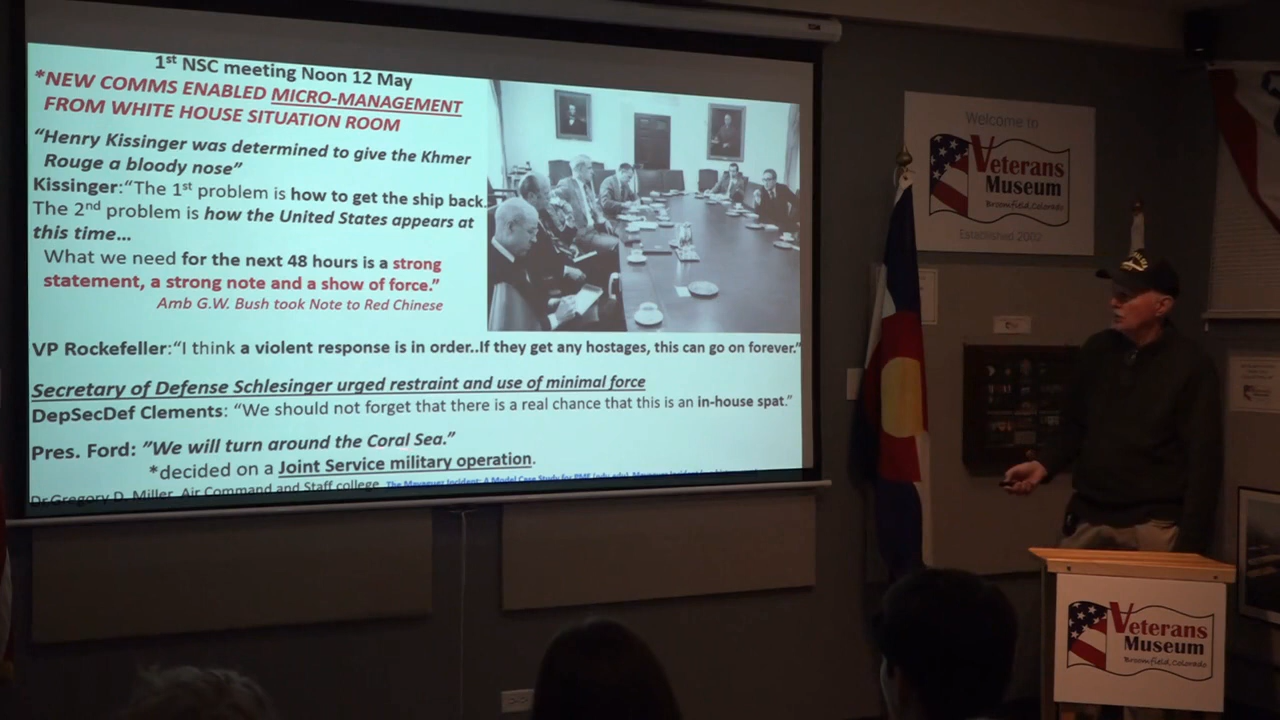 1st NSC meeting Noon 12 May
*NEW COMMS ENABLED MICRO-MANAGEMENT
FROM WHITE HOUSE SITUATION ROOM
“Henry Kissinger was determined to give the Khmer
Rouge a bloody nose”
Kissinger:“The 1st problem is how to get the ship back.
The 2nd problem is how the United States appears at
this time…
What we need for the next 48 hours is a strong
statement, a strong note and a show of force.”
Amb G.W. Bush took Note to Red Chinese
VP Rockefeller:“I think a violent response is in order..If they get any hostages, this can go on forever.”
Secretary of Defense Schlesinger urged restraint and use of minimal force
DepSecDef Clements: “We should not forget that there is a real chance that this is an in-house spat.”
Pres. Ford: ”We will turn around the Coral Sea.”
*decided on a Joint Service military operation.
Dr.Gregory D. Miller, Air Command and Staff college The Mayaguez Incident: A Model Case Study for PME
Welcome to
Veterans
Museum
Broomfield,Colorado
Established 2002
Veterans
Museum
Broomfield,Colorado